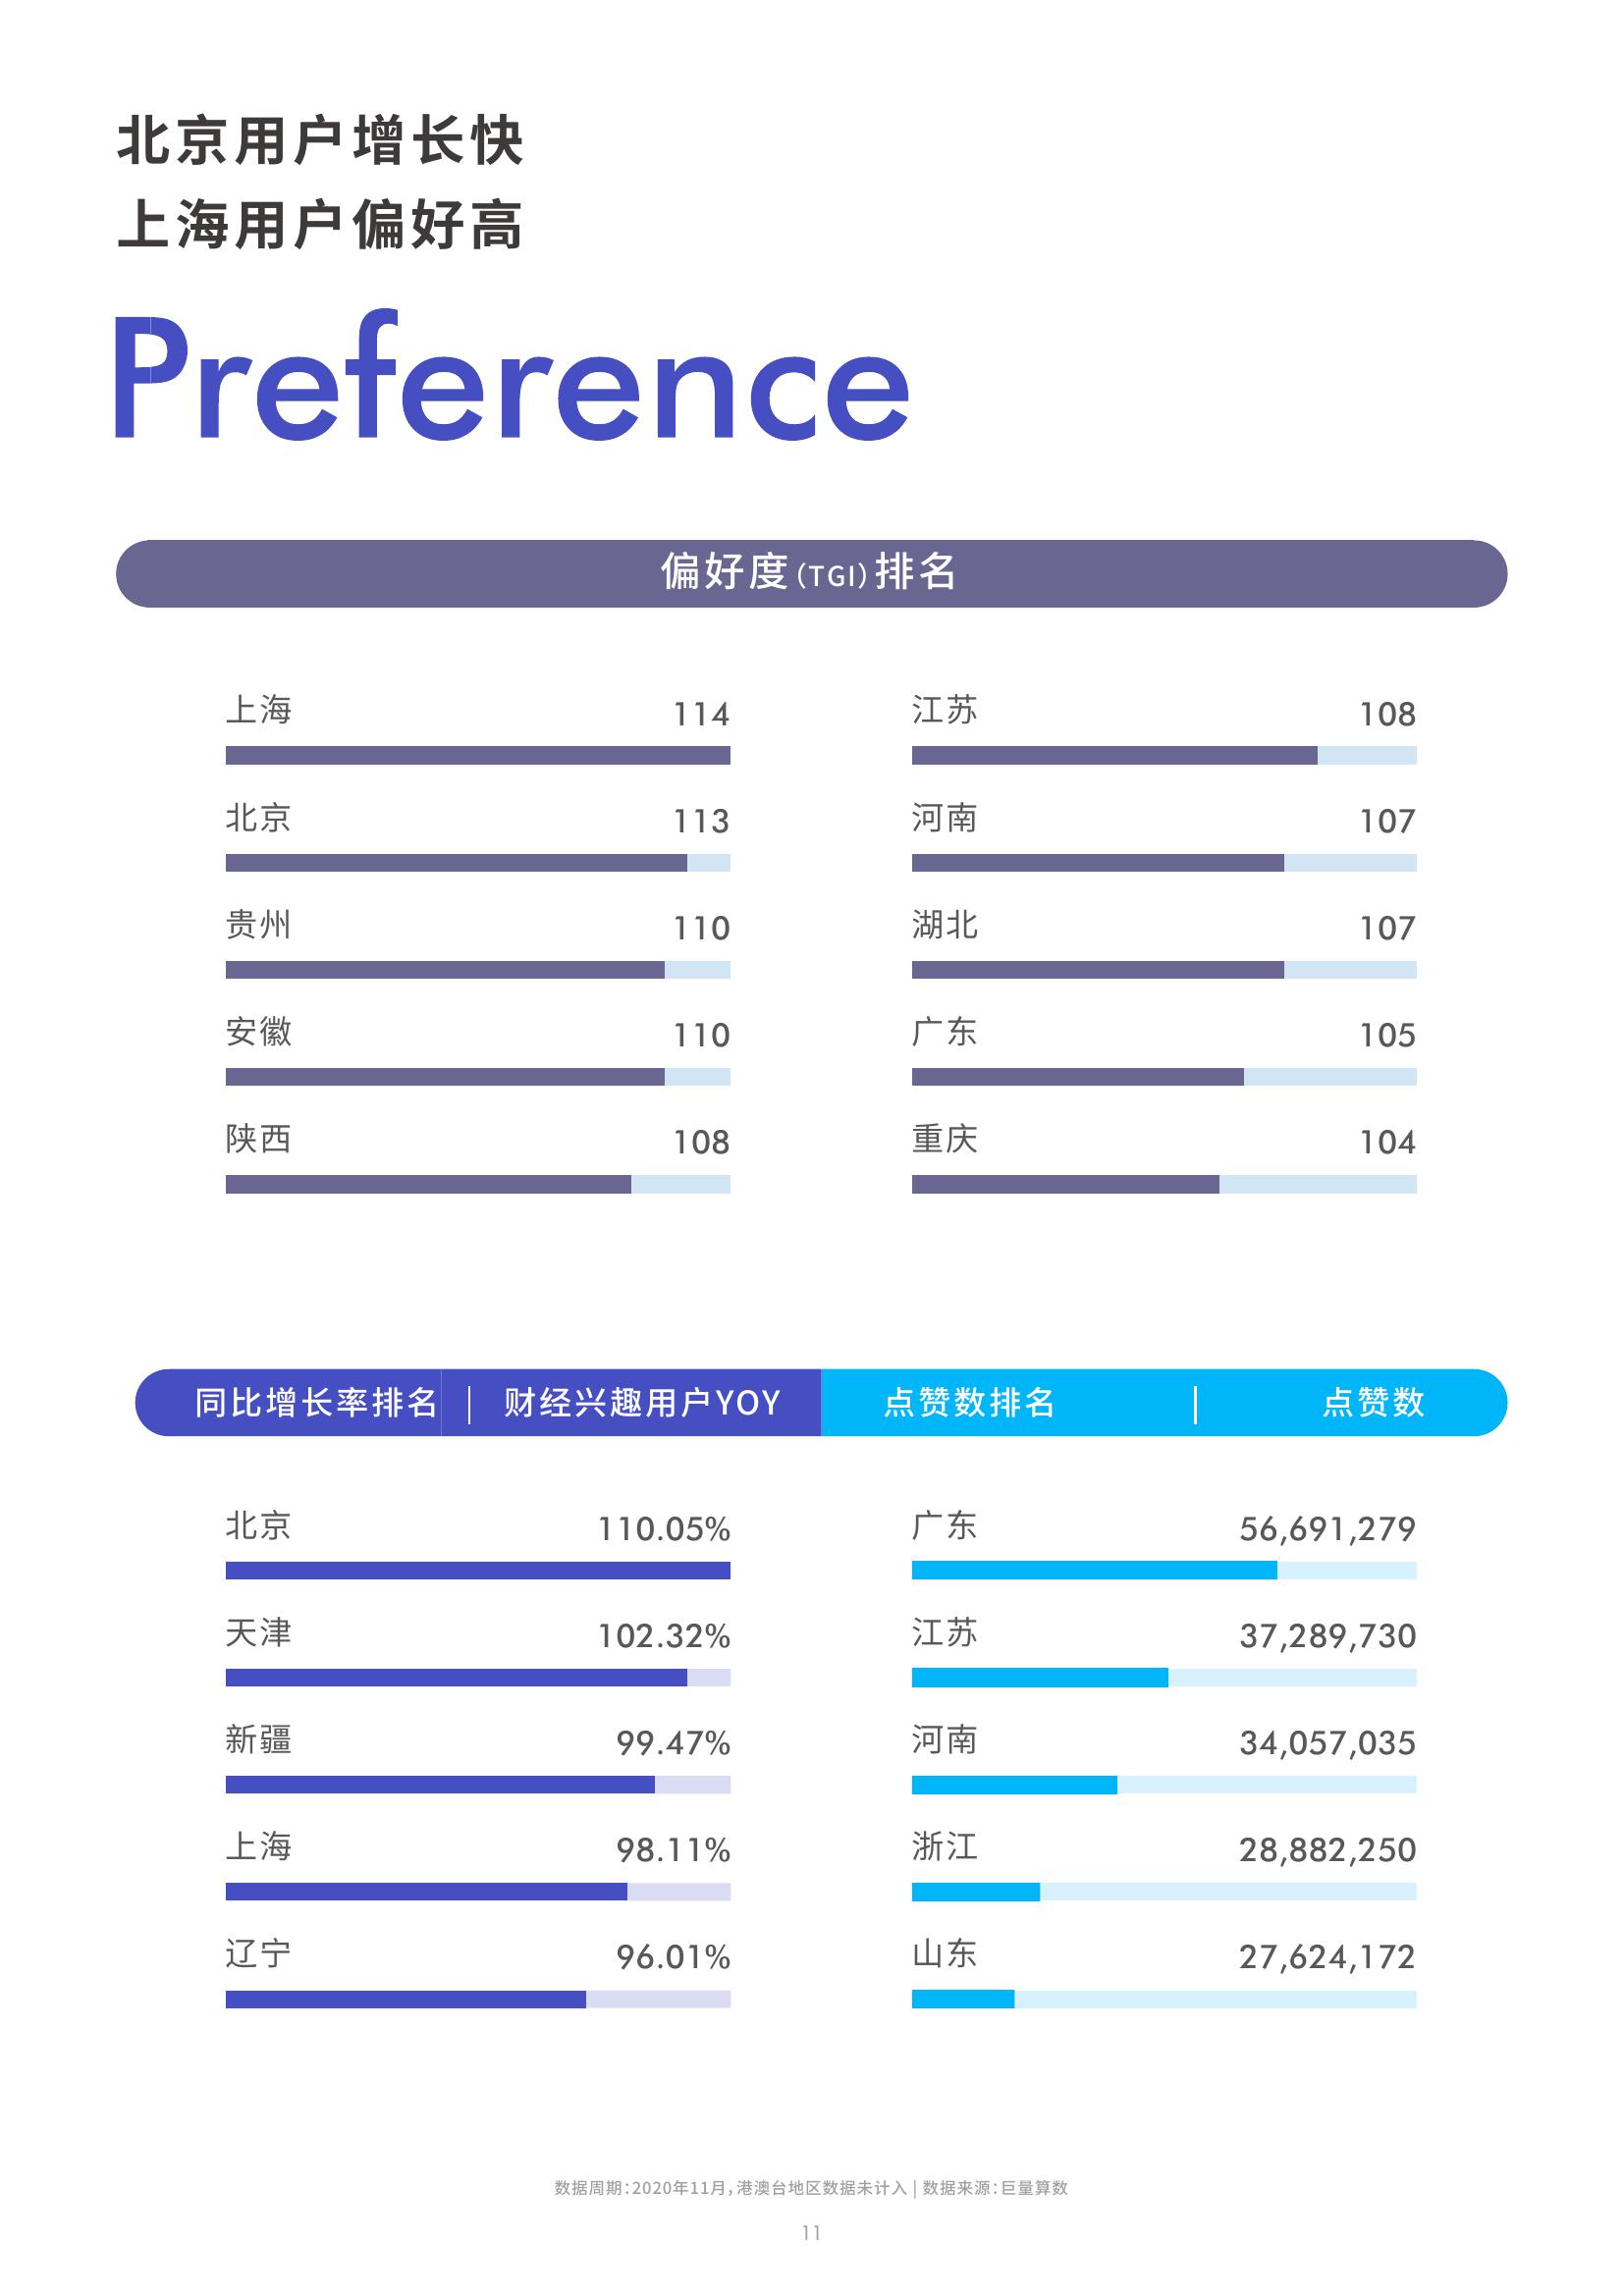 北京用户增长快
上海用户偏好高
Preference
偏好度(TGI)排名
上海 114
北京 113
贵州 110
安徽 110
陕西 108
江苏 108
河南 107
湖北 107
广东 105
重庆 104
同比增长率排名 | 财经兴趣用户YOY
北京 110.05%
天津 102.32%
新疆 99.47%
上海 98.11%
辽宁 96.01%
点赞数排名 | 点赞数
广东 56,691,279
江苏 37,289,730
河南 34,057,035
浙江 28,882,250
山东 27,624,172
数据周期:2020年11月,港澳台地区数据未计入 | 数据来源:巨量算数
11